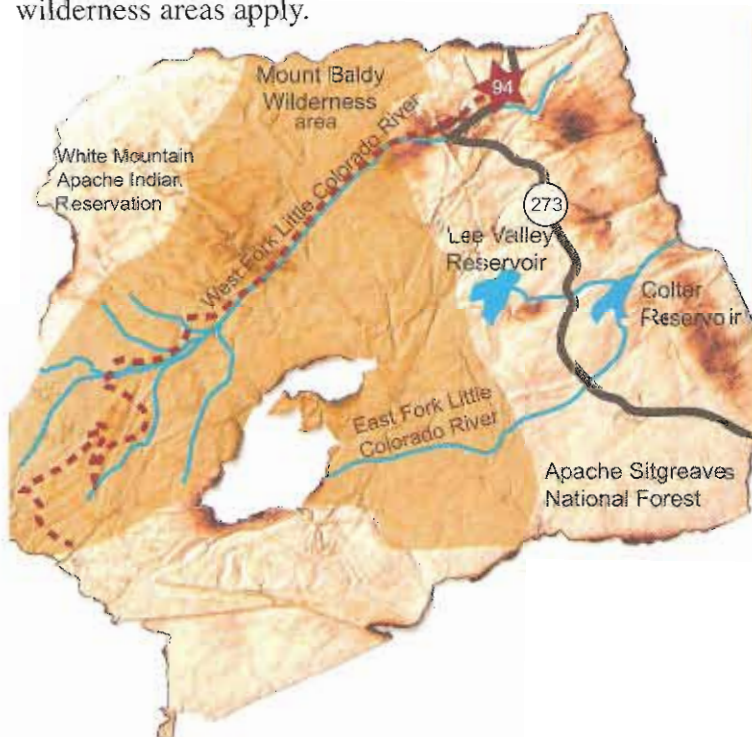 wilderness areas apply.
Mount Baldy
Wilderness
area
94
White Mountain
Apache Indian
Reservation
West Fork Little Colorado River
273
Lee Valley
Reservoir
Colter
Reservoir
East Fork Little
Colorado River
Apache Sitgreaves
National Forest